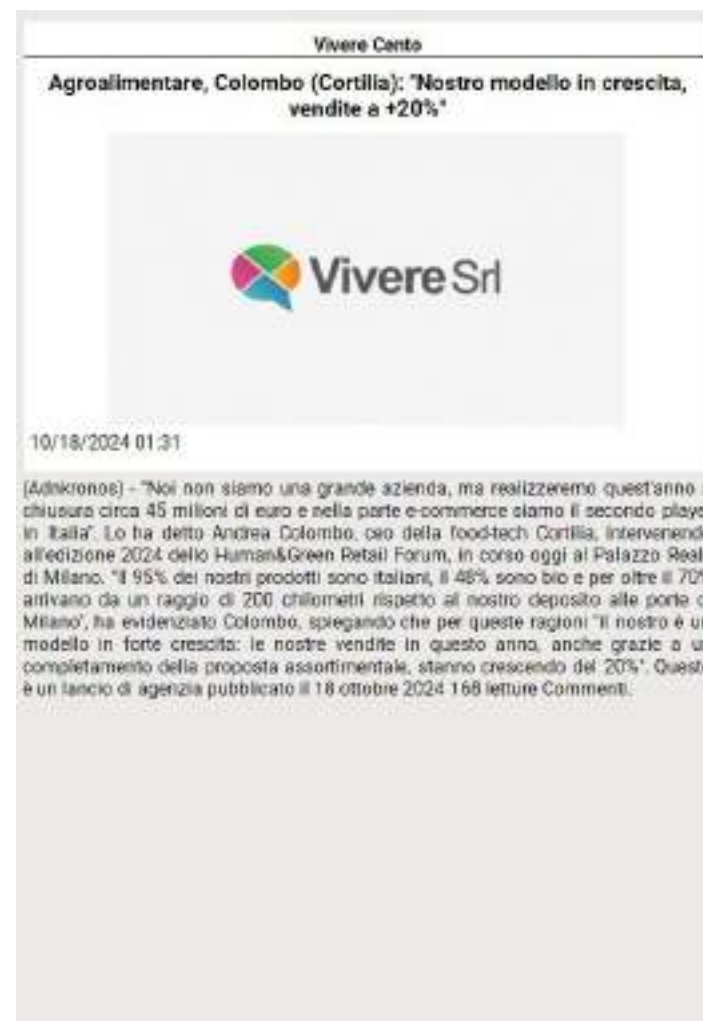 Vivere Cento
Agroalimentare, Colombo (Cortilia): "Nostro modello in crescita,
vendite a +20%"
Vivere Srl
10/18/2024 01:31
(Adnkronos) - "Noi non siamo una grande azienda, ma realizzeremo quest'anno
chiusura circa 45 milioni di euro e nella parte e-commerce siamo il secondo playe
in Italia". Lo ha detto Andrea Colombo, ceo della food-tech Cortilia, intervenend
all'edizione 2024 dello Human&Green Retail Forum, in corso oggi al Palazzo Real
di Milano. "Il 95% dei nostri prodotti sono italiani, il 48% sono bio e per oltre il 70%
arrivano da un raggio di 200 chilometri rispetto al nostro deposito alle porte d
Milano", ha evidenziato Colombo, spiegando che per queste ragioni "il nostro è un
modello in forte crescita: le nostre vendite in questo anno, anche grazie a u
completamento della proposta assortimentale, stanno crescendo del 20%". Quest
è un lancio di agenzia pubblicato il 18 ottobre 2024 168 letture Commenti.